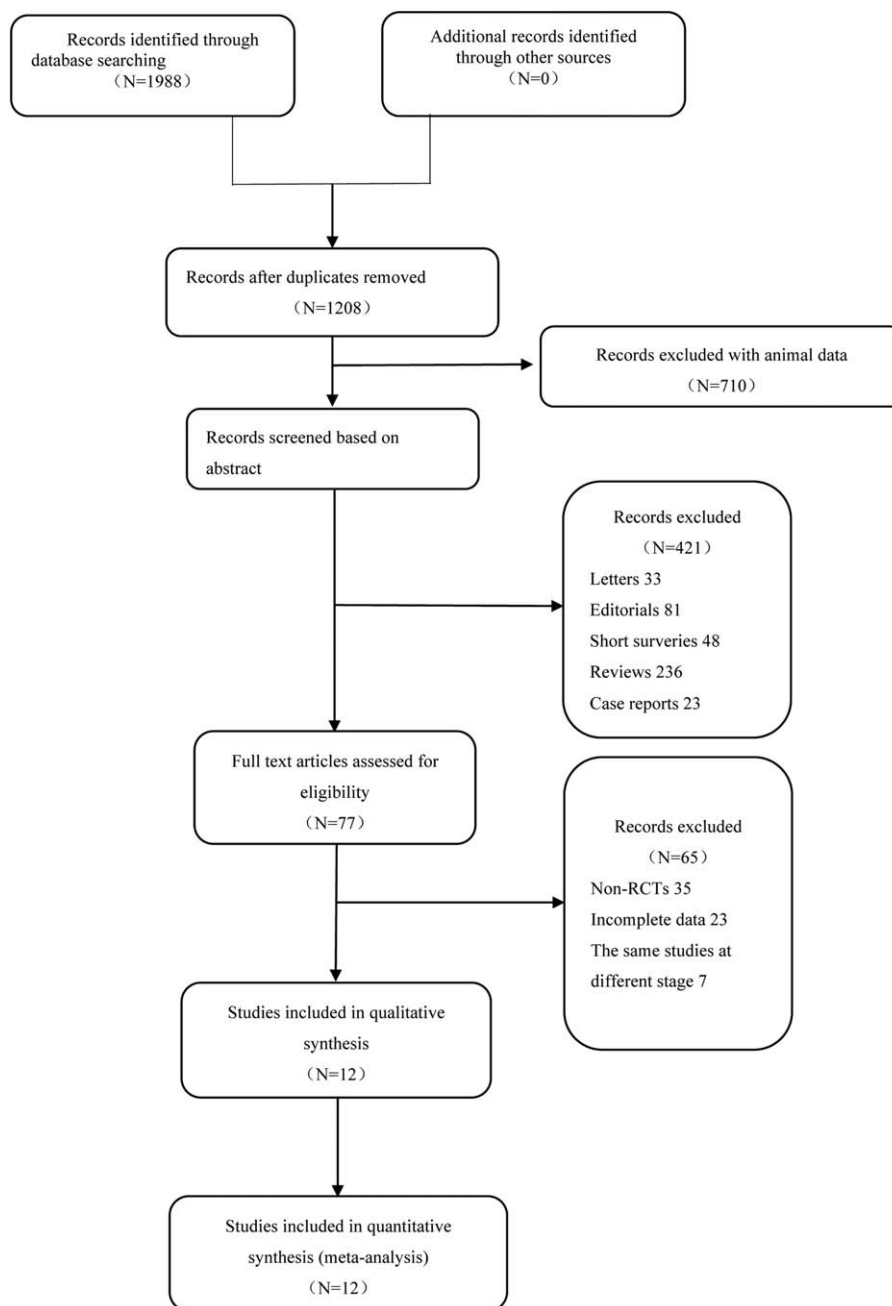 Records identified through
database searching
（N=1988）
Additional records identified
through other sources
（N=0）
Records after duplicates removed
（N=1208）
Records excluded with animal data
（N=710）
Records screened based on
abstract
Records excluded
（N=421）
Letters 33
Editorials 81
Short surveries 48
Reviews 236
Case reports 23
Full text articles assessed for
eligibility
（N=77）
Records excluded
（N=65）
Non-RCTs 35
Incomplete data 23
The same studies at
different stage 7
Studies included in qualitative
synthesis
（N=12）
Studies included in quantitative
synthesis (meta-analysis)
（N=12）